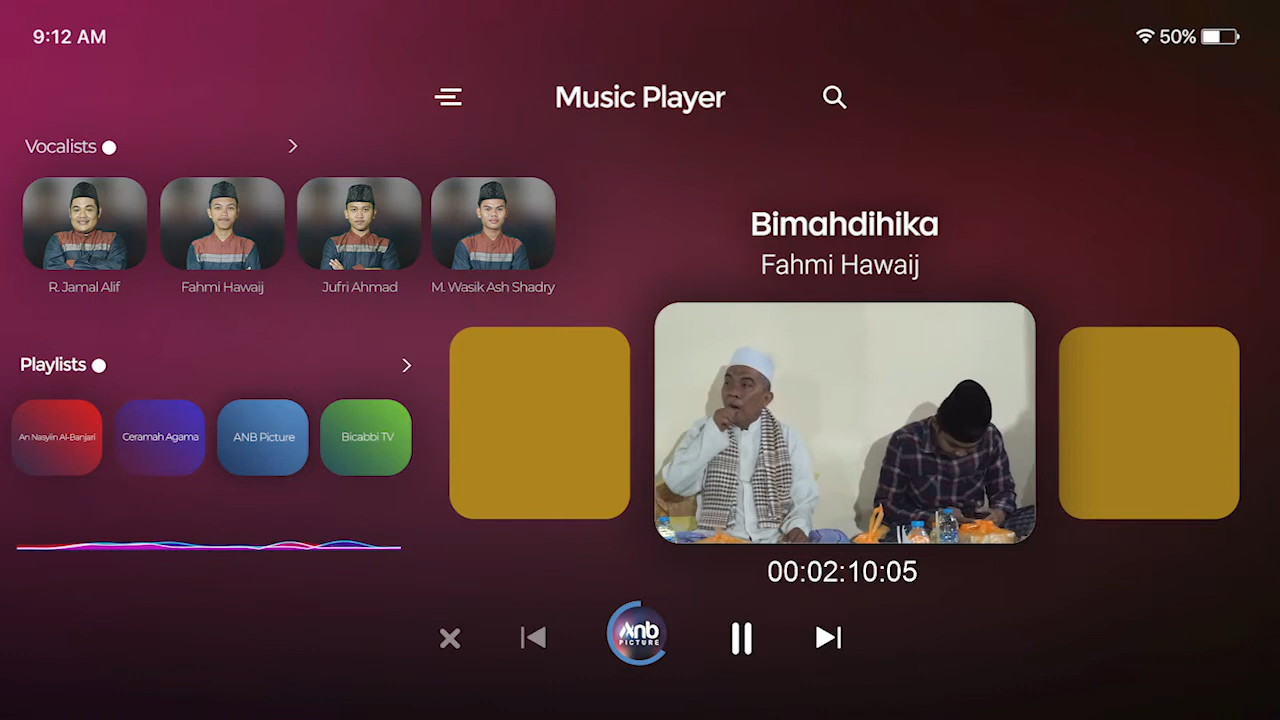 9:12 AM
50%
Music Player
Vocalists
R. Jamal Alif
Fahmi Hawaij
Jufri Ahmad
M. Wasik Ash Shadry
Bimahdihika
Fahmi Hawaij
Playlists
An Nasyiin Al-Banjari
Ceramah Agama
ANB Picture
Bicabbi TV
00:02:10:05
Anb
PICTURE